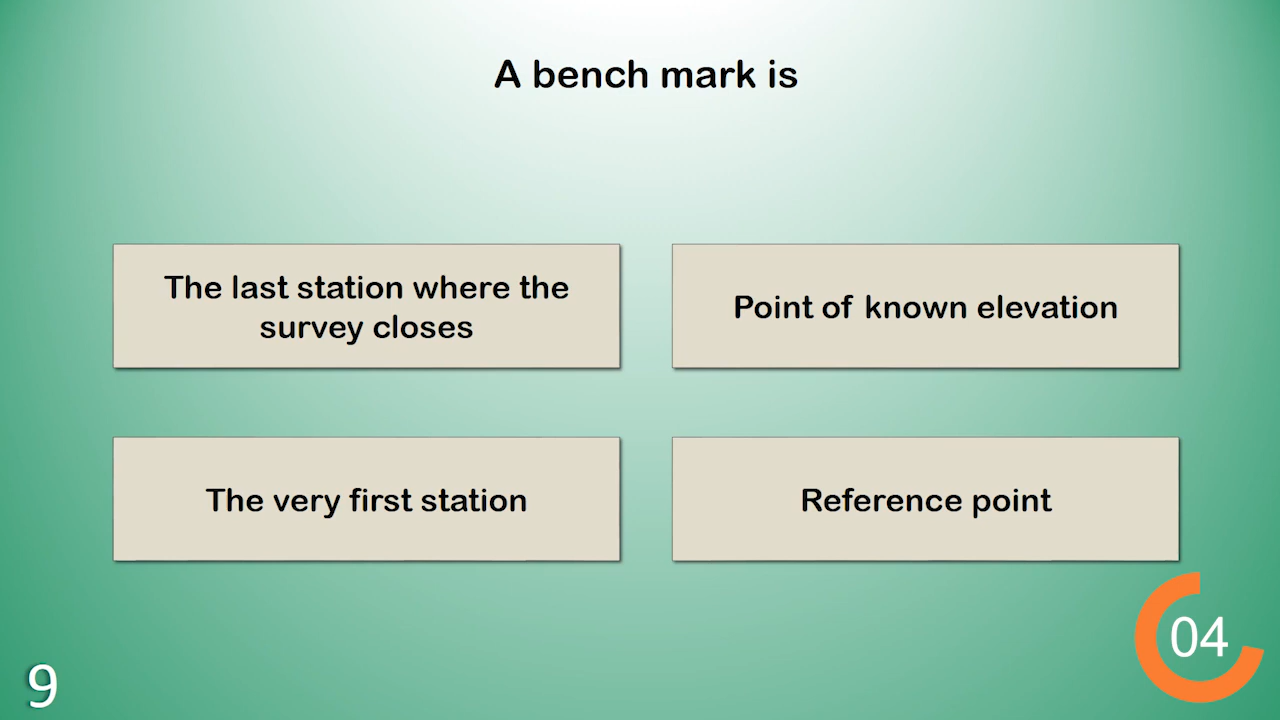 A bench mark is
The last station where the
survey closes
Point of known elevation
The very first station
Reference point
04
9